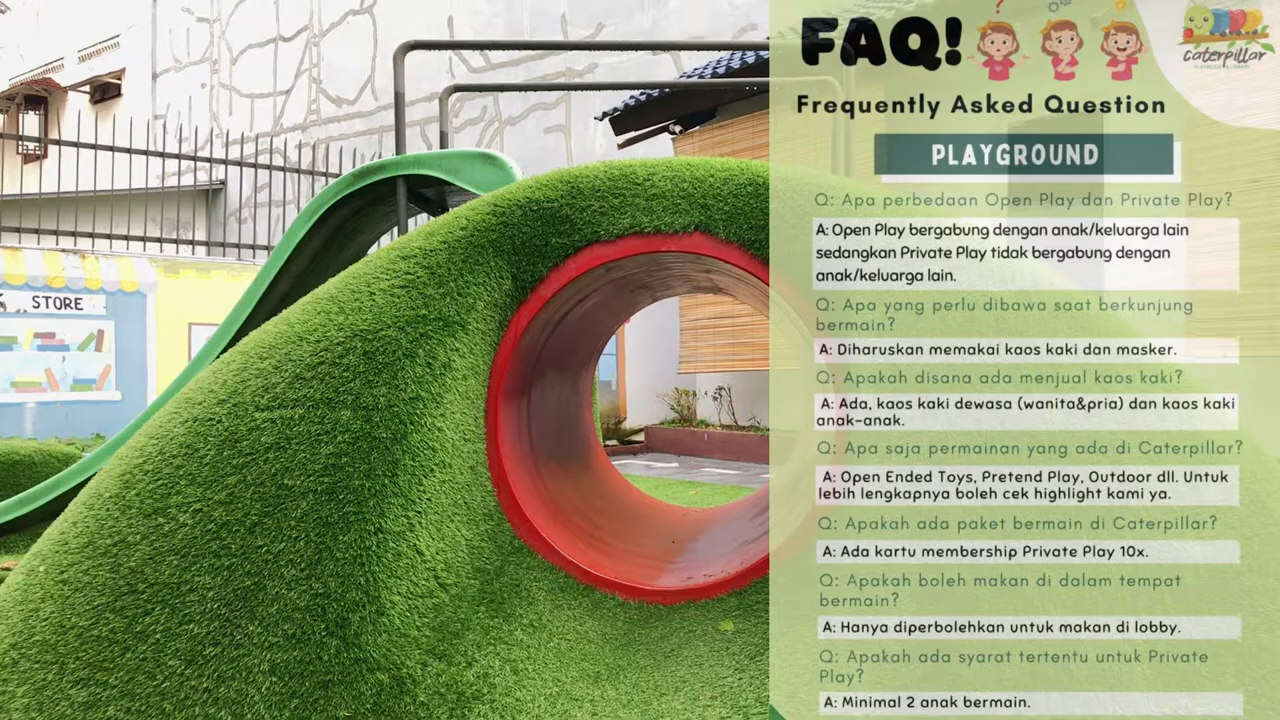 FAQ!
caterpillar
Frequently Asked Question
PLAYGROUND
Q: Apa perbedaan Open Play dan Private Play?
A: Open Play bergabung dengan anak/keluarga lain
sedangkan Private Play tidak bergabung dengan
anak/keluarga lain.
Q: Apa yang perlu dibawa saat berkunjung
bermain?
A: Diharuskan memakai kaos kaki dan masker.
Q: Apakah disana ada menjual kaos kaki?
A: Ada, kaos kaki dewasa (wanita&pria) dan kaos kaki
anak-anak.
Q: Apa saja permainan yang ada di Caterpillar?
A: Open Ended Toys, Pretend Play, Outdoor dll. Untuk
lebih lengkapnya boleh cek highlight kami ya.
Q: Apakah ada paket bermain di Caterpillar?
A: Ada kartu membership Private Play 10x.
Q: Apakah boleh makan di dalam tempat
bermain?
A: Hanya diperbolehkan untuk makan di lobby.
Q: Apakah ada syarat tertentu untuk Private
Play?
A: Minimal 2 anak bermain.
STORE